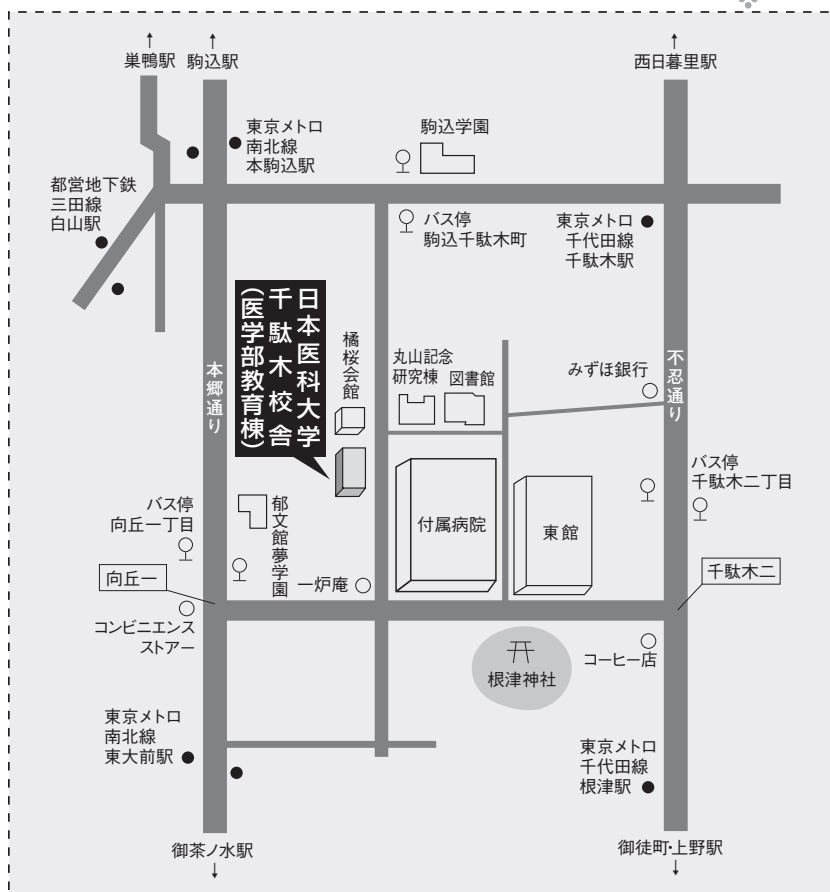 巣鴨駅
駒込駅
西日暮里駅
東京メトロ
南北線
本駒込駅
駒込学園
都営地下鉄
三田線
白山駅
バス停
駒込千駄木町
東京メトロ
千代田線
千駄木駅
日本医科大学
千駄木校舎
(医学部教育棟)
橘桜会館
丸山記念
研究棟
図書館
みずほ銀行
本郷通り
不忍通り
バス停
千駄木二丁目
バス停
向丘一丁目
郁文館夢学園
付属病院
東館
向丘一
一炉庵
千駄木二
コンビニエンス
ストアー
根津神社
コーヒー店
東京メトロ
南北線
東大前駅
東京メトロ
千代田線
根津駅
御茶ノ水駅
御徒町・上野駅